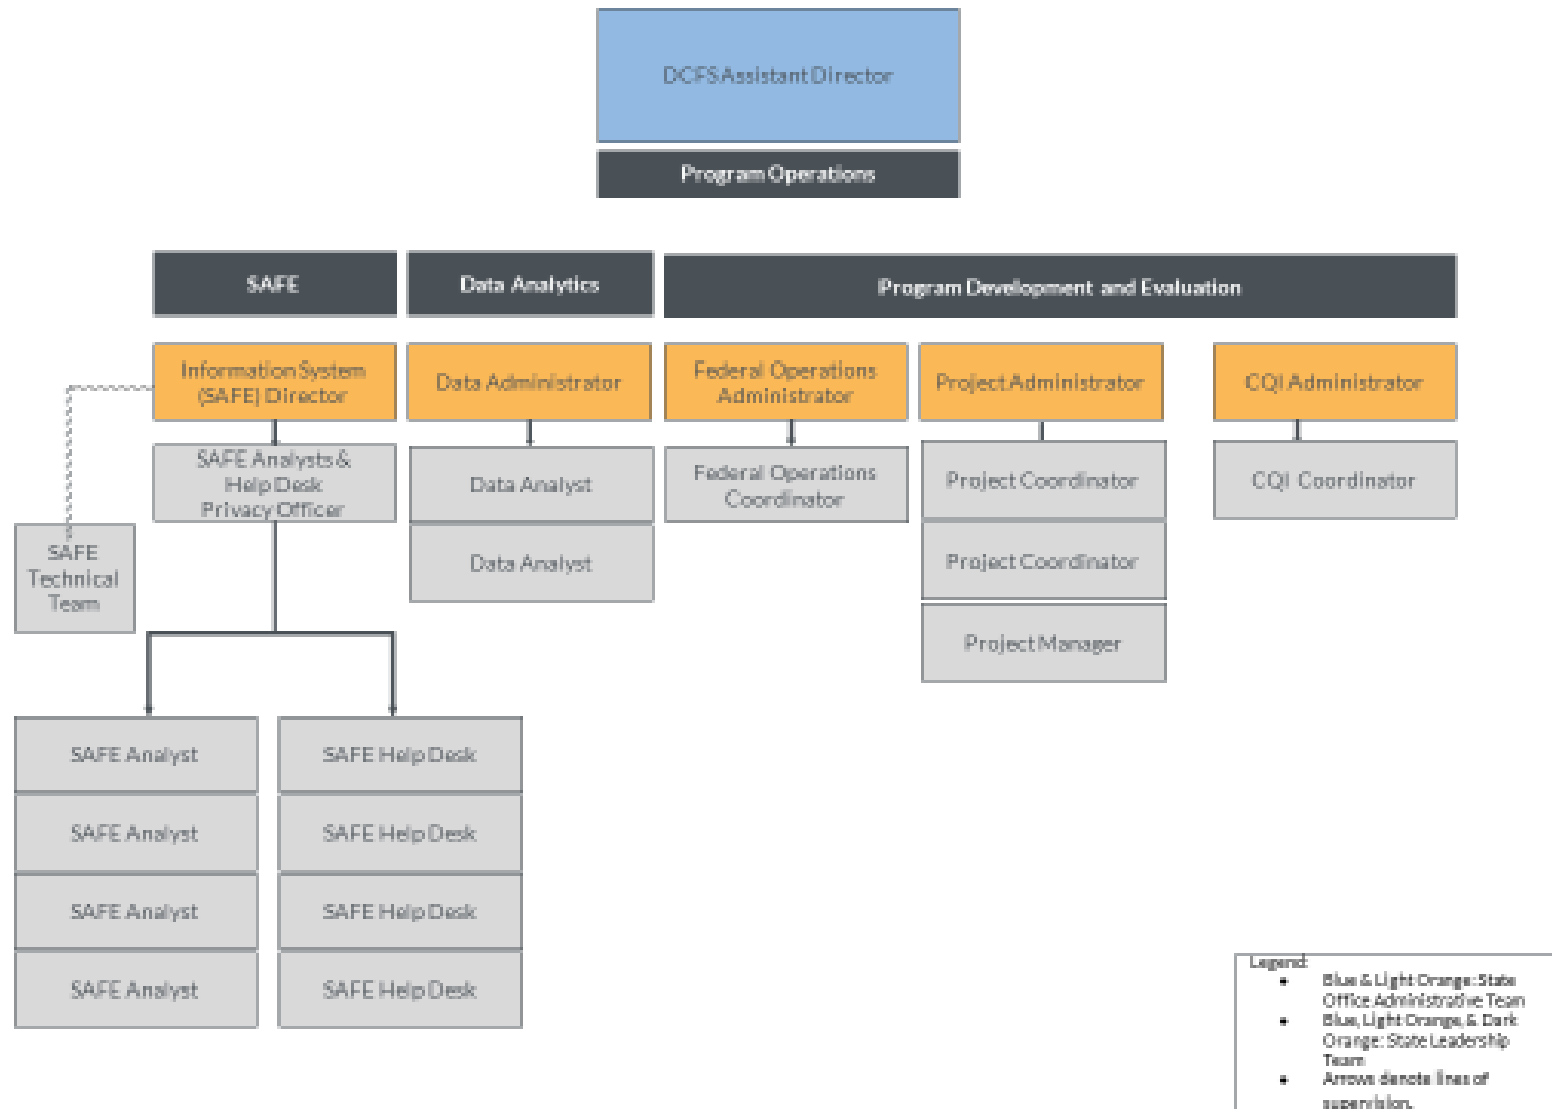 DCFS Assistant Director
Program Operations
SAFE
Data Analytics
Program Development and Evaluation
Information System
(SAFE) Director
Data Administrator
Federal Operations
Administrator
Project Administrator
CQI Administrator
SAFE Analysts &
Help Desk
Privacy Officer
Data Analyst
Federal Operations
Coordinator
Project Coordinator
CQI Coordinator
SAFE
Technical
Team
Data Analyst
Project Coordinator
Project Manager
SAFE Analyst
SAFE Help Desk
SAFE Analyst
SAFE Help Desk
SAFE Analyst
SAFE Help Desk
SAFE Analyst
SAFE Help Desk
Legend:
• Blue & Light Orange: State
Office Administrative Team
• Blue, Light Orange, & Dark
Orange: State Leadership
Team
• Arrows denote lines of
supervision.